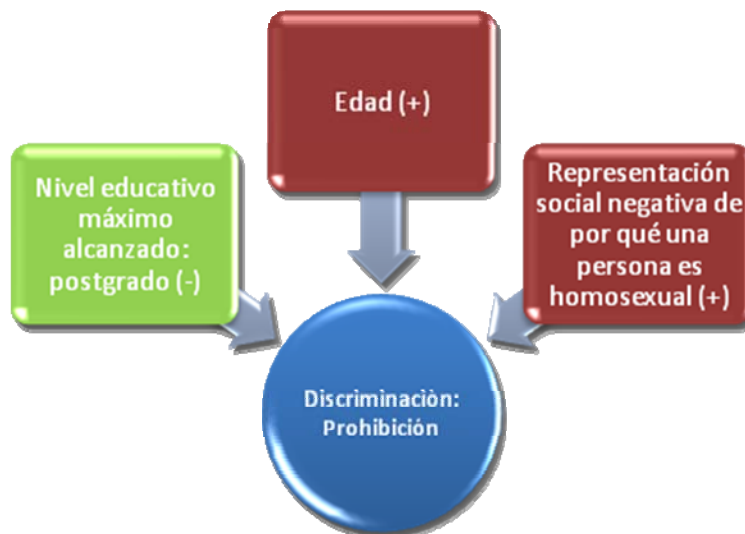 Edad (+)
Nivel educativo
máximo
alcanzado:
postgrado (-)
Representación
social negativa de
por qué una
persona es
homosexual (+)
Discriminaciòn:
Prohibición